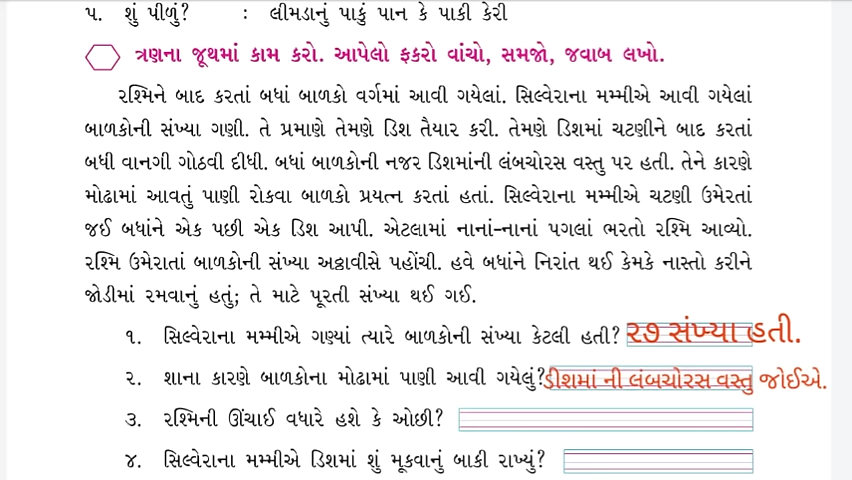 ૫. શું પીળું? : લીમડાનું પાકું પાન કે પાકી કેરી
ત્રણના જૂથમાં કામ કરો. આપેલો ફકરો વાંચો, સમજો, જવાબ લખો.
રશ્મિને બાદ કરતાં બધાં બાળકો વર્ગમાં આવી ગયેલાં. સિલ્વેરાના મમ્મીએ આવી ગયેલાં
બાળકોની સંખ્યા ગણી. તે પ્રમાણે તેમણે ડિશ તૈયાર કરી. તેમણે ડિશમાં ચટણીને બાદ કરતાં
બધી વાનગી ગોઠવી દીધી. બધાં બાળકોની નજર ડિશમાંની લંબચોરસ વસ્તુ પર હતી. તેને કારણે
મોઢામાં આવતું પાણી રોકવા બાળકો પ્રયત્ન કરતાં હતાં. સિલ્વેરાના મમ્મીએ ચટણી ઉમેરતાં
જઈ બધાંને એક પછી એક ડિશ આપી. એટલામાં નાનાં-નાનાં પગલાં ભરતો રશ્મિ આવ્યો.
રશ્મિ ઉમેરાતાં બાળકોની સંખ્યા અઠ્ઠાવીસે પહોંચી. હવે બધાંને નિરાંત થઈ કેમકે નાસ્તો કરીને
જોડીમાં રમવાનું હતું; તે માટે પૂરતી સંખ્યા થઈ ગઈ.
૧. સિલ્વેરાના મમ્મીએ ગણ્યાં ત્યારે બાળકોની સંખ્યા કેટલી હતી? ૨૭ સંખ્યા હતી.
૨. શાના કારણે બાળકોના મોઢામાં પાણી આવી ગયેલું? ડીશમાં ની લંબચોરસ વસ્તુ જોઈએ.
૩. રશ્મિની ઊંચાઈ વધારે હશે કે ઓછી?
૪. સિલ્વેરાના મમ્મીએ ડિશમાં શું મૂકવાનું બાકી રાખ્યું?